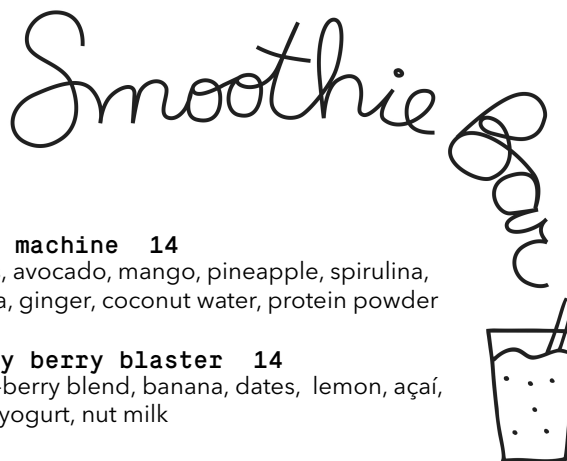 Smoothie Bar
machine 14
, avocado, mango, pineapple, spirulina,
ginger, coconut water, protein powder
berry blaster 14
berry blend, banana, dates, lemon, açaí,
yogurt, nut milk